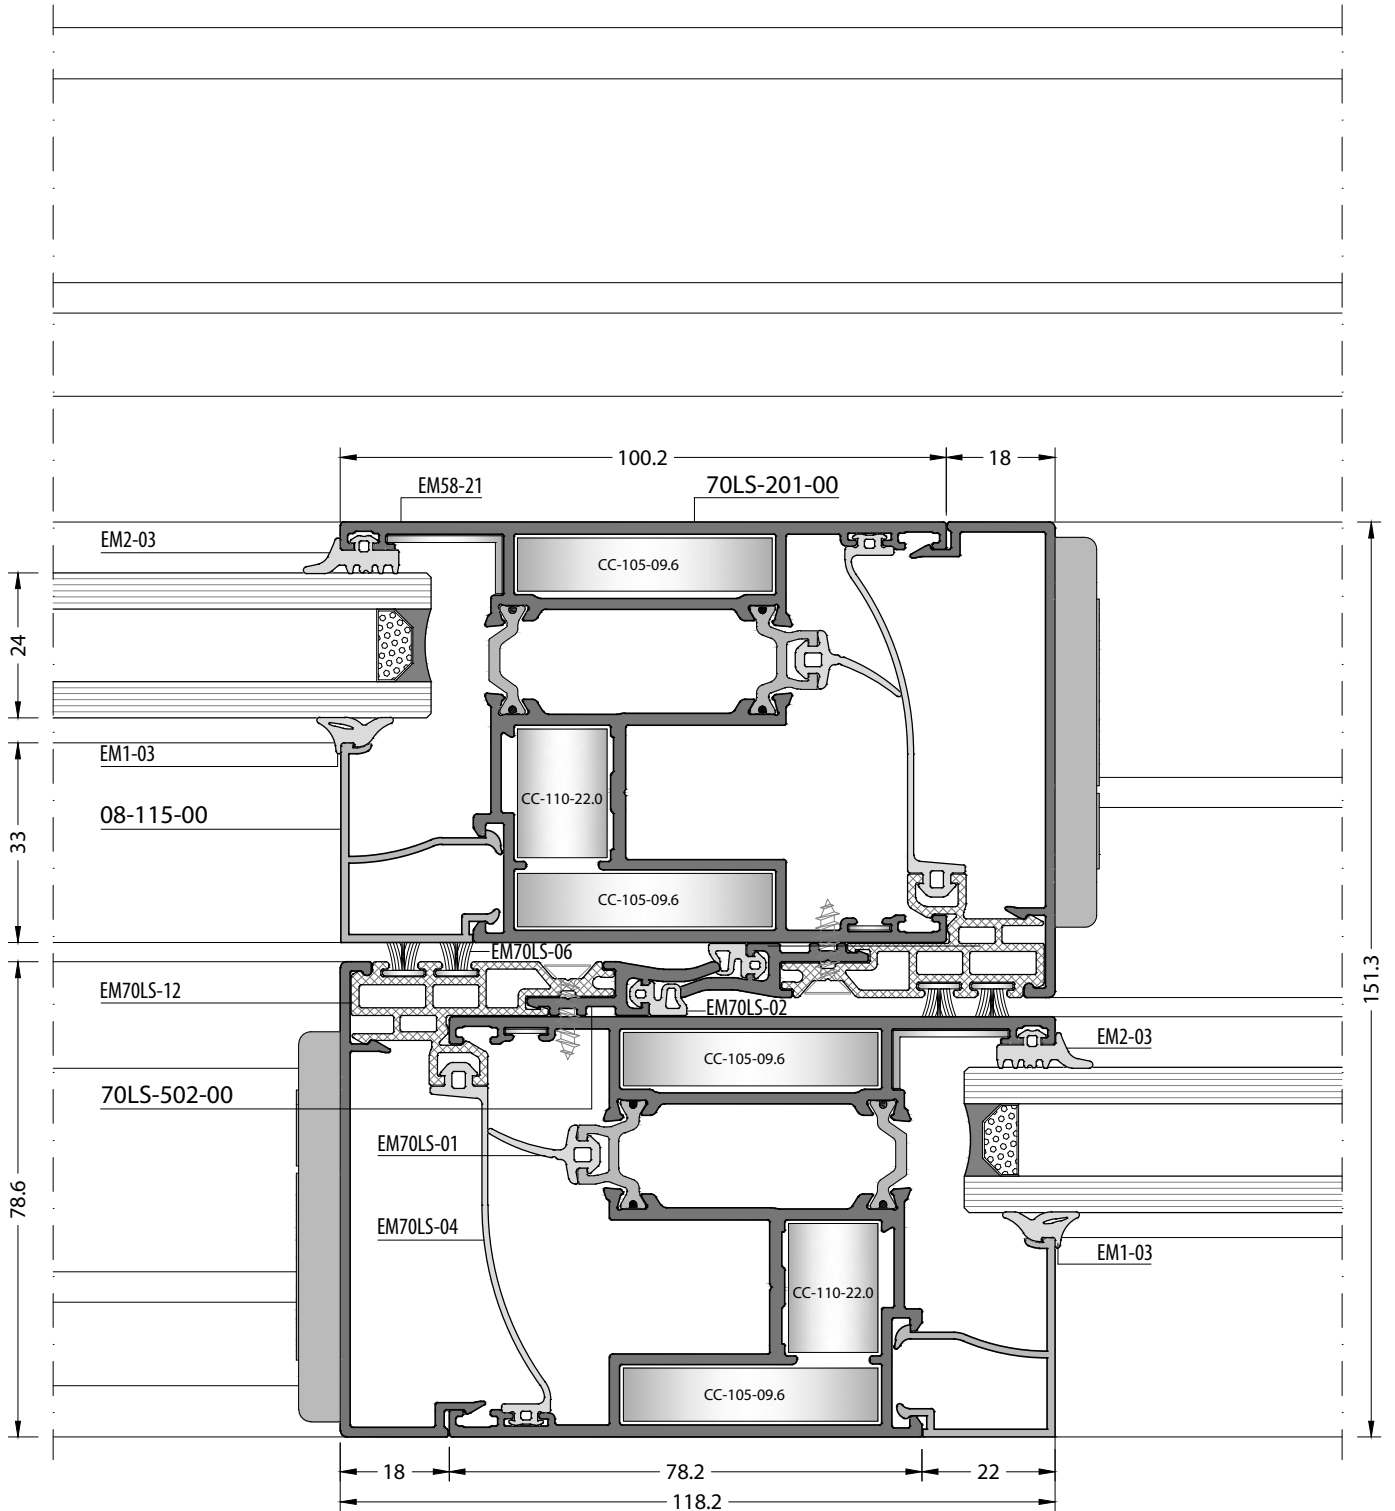 100.2
18
EM58-21
70LS-201-00
EM2-03
CC-105-09.6
24
EM1-03
CC-110-22.0
08-115-00
33
CC-105-09.6
EM70LS-06
EM70LS-12
EM70LS-02
151.3
EM2-03
CC-105-09.6
70LS-502-00
EM70LS-01
78.6
EM70LS-04
EM1-03
CC-110-22.0
CC-105-09.6
18
78.2
22
118.2